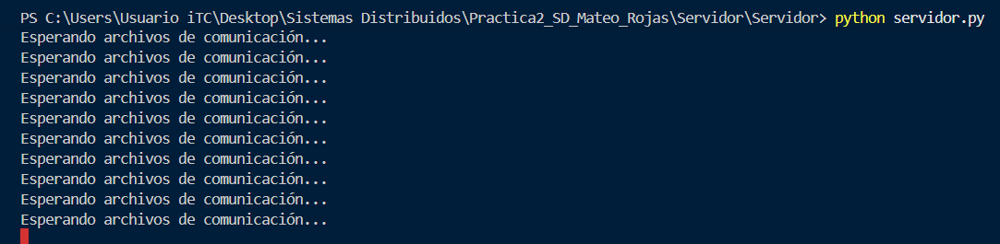 PS C:\Users\Usuario iTC\Desktop\Sistemas Distribuidos\Practica2_SD_Mateo_Rojas\Servidor\Servidor> python servidor.py
Esperando archivos de comunicación...
Esperando archivos de comunicación...
Esperando archivos de comunicación...
Esperando archivos de comunicación...
Esperando archivos de comunicación...
Esperando archivos de comunicación...
Esperando archivos de comunicación...
Esperando archivos de comunicación...
Esperando archivos de comunicación...
Esperando archivos de comunicación...